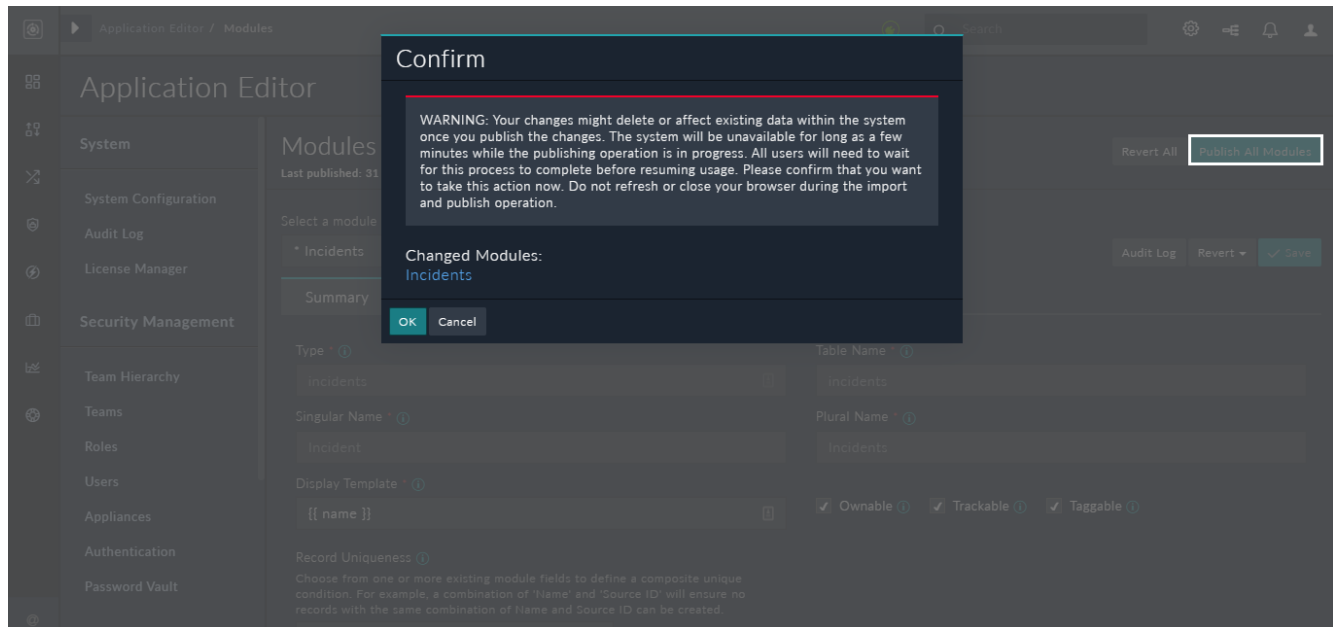 Application Editor / Modules
Search
Confirm
Application Editor
WARNING: Your changes might delete or affect existing data within the system
once you publish the changes. The system will be unavailable for long as a few
minutes while the publishing operation is in progress. All users will need to wait
for this process to complete before resuming usage. Please confirm that you want
to take this action now. Do not refresh or close your browser during the import
and publish operation.
Changed Modules:
Incidents
OK
Cancel
System
System Configuration
Audit Log
License Manager
Security Management
Team Hierarchy
Teams
Roles
Users
Appliances
Authentication
Password Vault
Modules
Revert All
Publish All Modules
Last published: 31
Select a module
* Incidents
Audit Log
Revert
Save
Summary
Type *
incidents
Table Name *
incidents
Singular Name *
Incident
Plural Name *
Incidents
Display Template *
{{ name }}
Ownable
Trackable
Taggable
Record Uniqueness
Choose from one or more existing module fields to define a composite unique
condition. For example, a combination of 'Name' and 'Source ID' will ensure no
records with the same combination of Name and Source ID can be created.